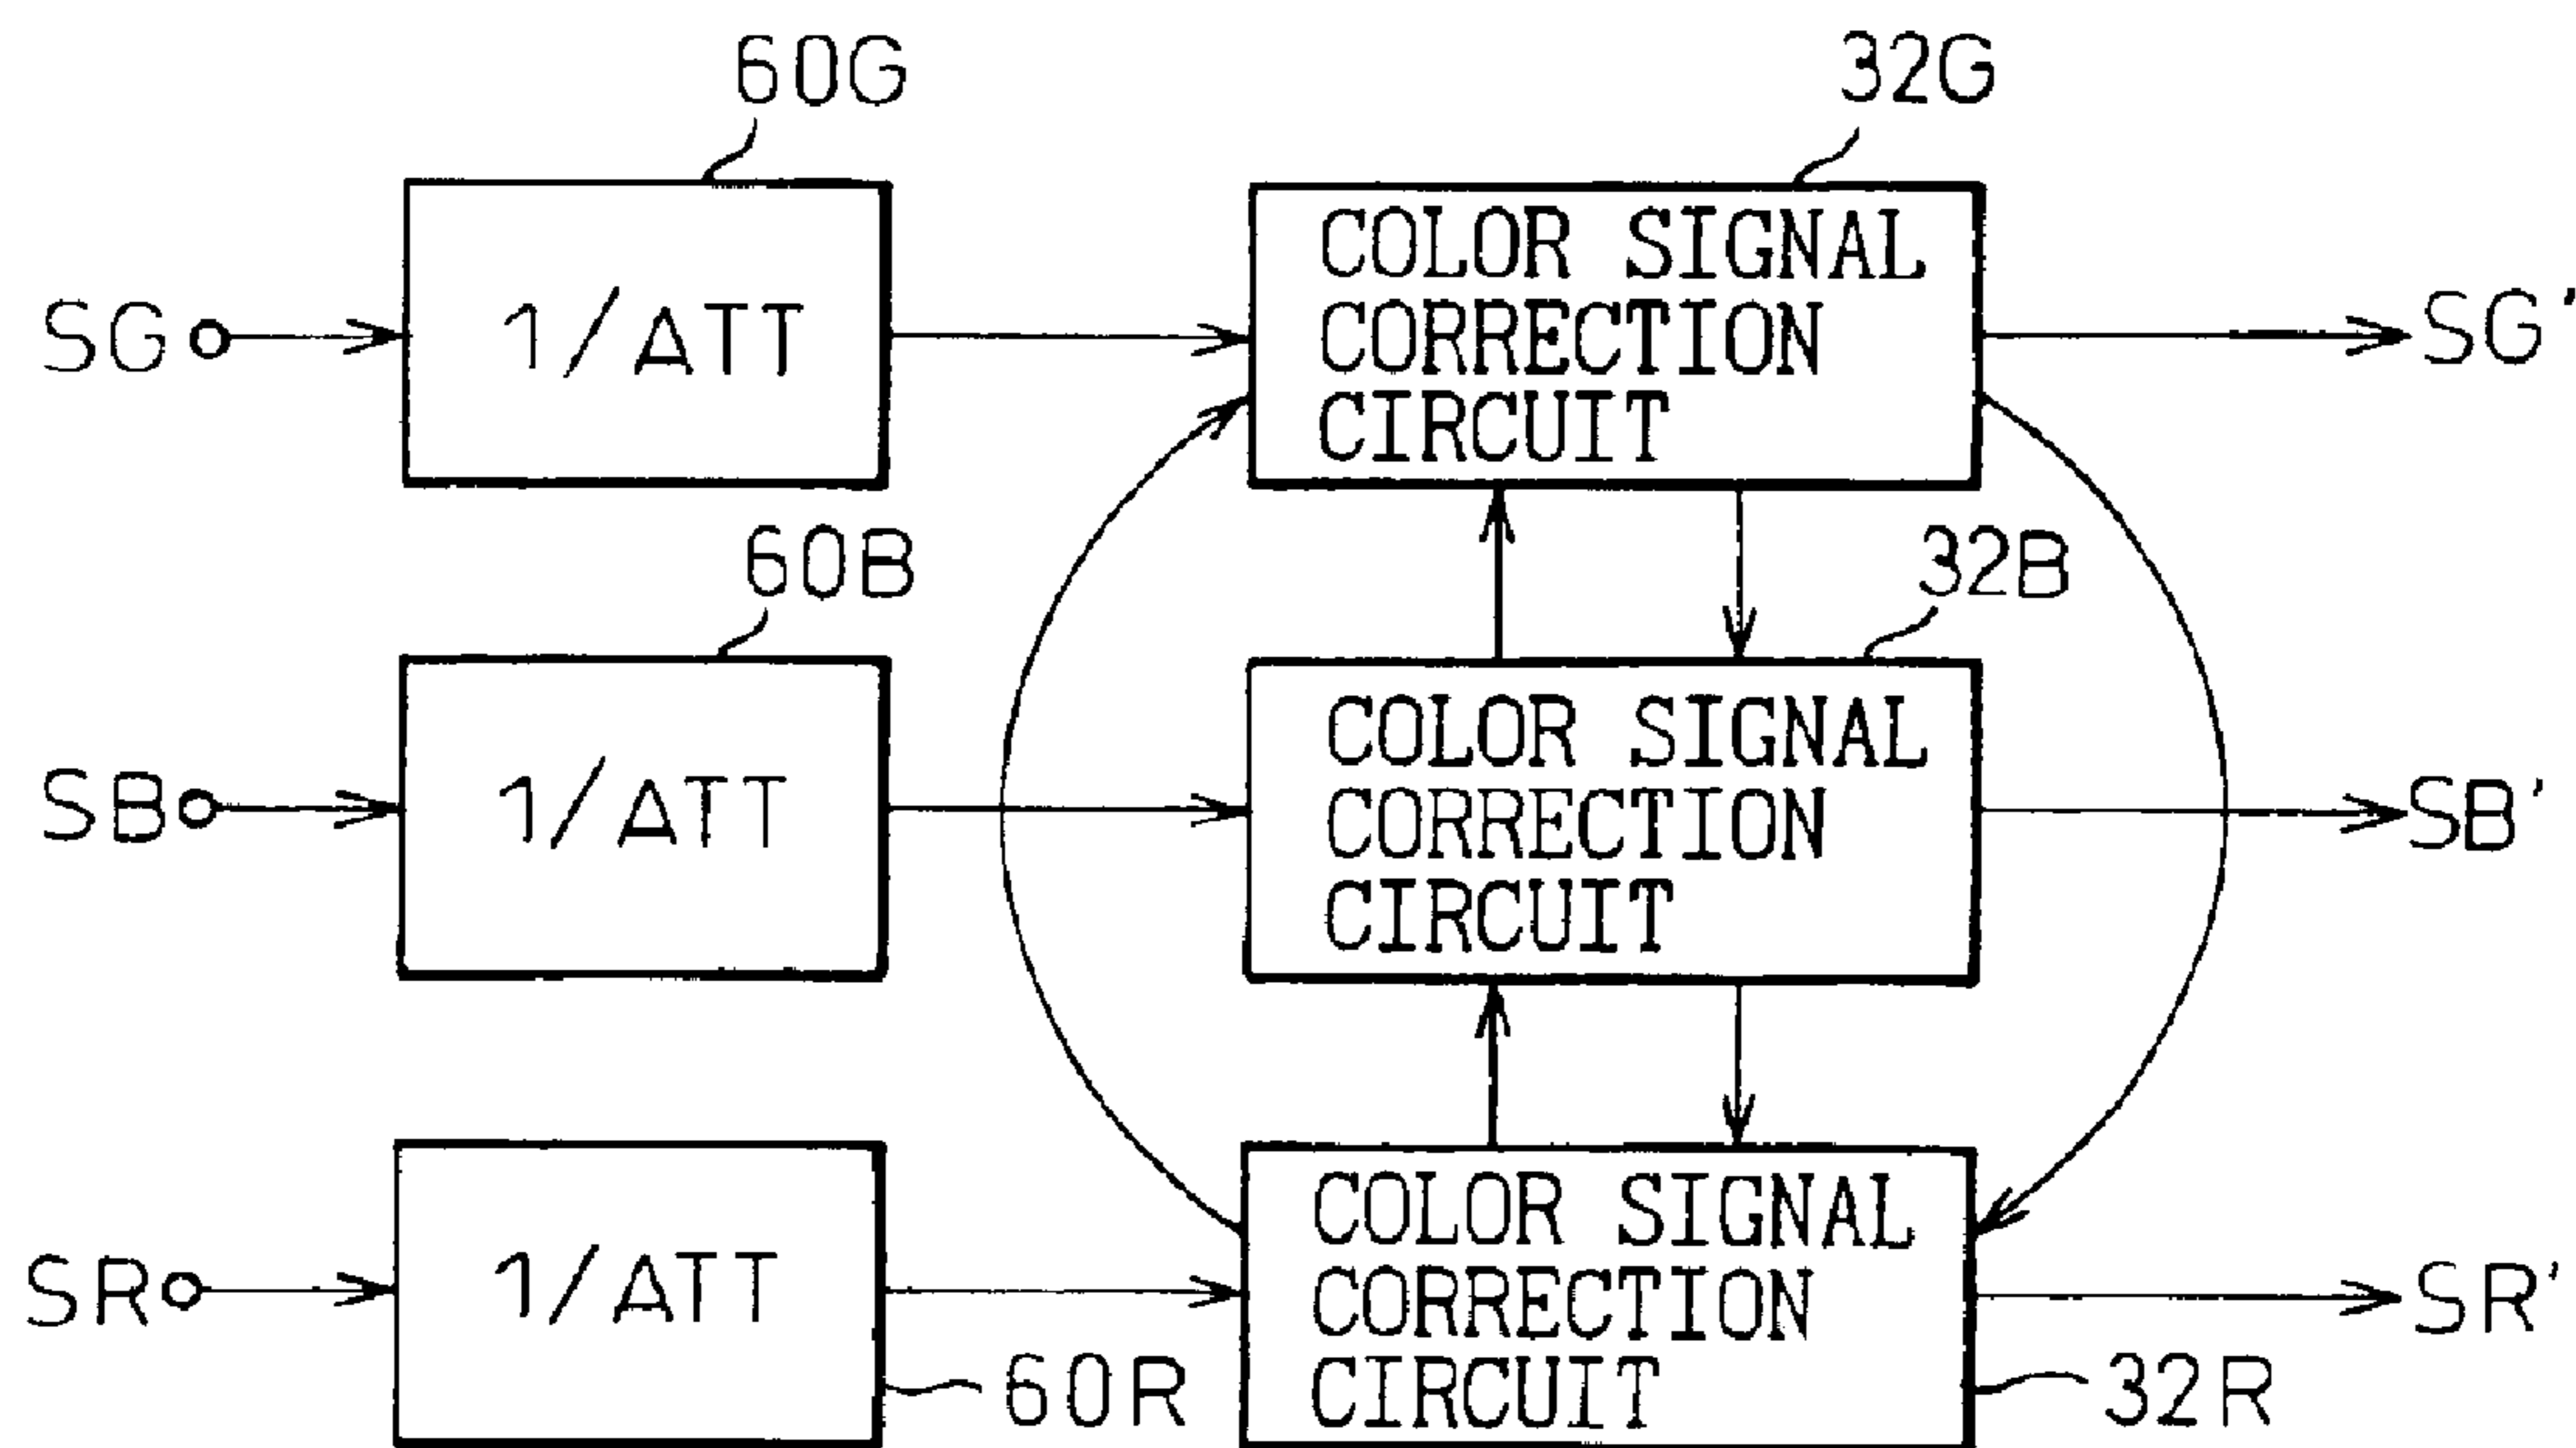 60G
32G
SG
1/ATT
COLOR SIGNAL
CORRECTION
CIRCUIT
SG'
60B
32B
SB
1/ATT
COLOR SIGNAL
CORRECTION
CIRCUIT
SB'
SR
1/ATT
COLOR SIGNAL
CORRECTION
CIRCUIT
SR'
60R
32R